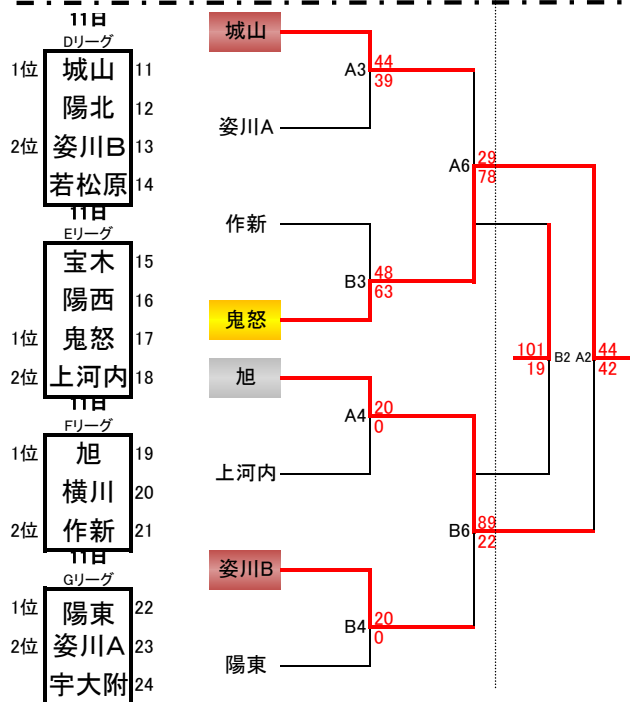 11日
Dリーグ
1位 城山 11
陽北 12
2位 姿川B 13
若松原 14
11日
Eリーグ
宝木 15
陽西 16
1位 鬼怒 17
2位 上河内 18
11日
Fリーグ
1位 旭 19
横川 20
2位 作新 21
11日
Gリーグ
1位 陽東 22
2位 姿川A 23
宇大附 24
城山
A3 44
39
姿川A
A6 29
78
作新
B3 48
63
鬼怒
旭
A4 20
0
上河内
B6 89
22
姿川B
B4 20
0
陽東
101
19
B2
A2
44
42